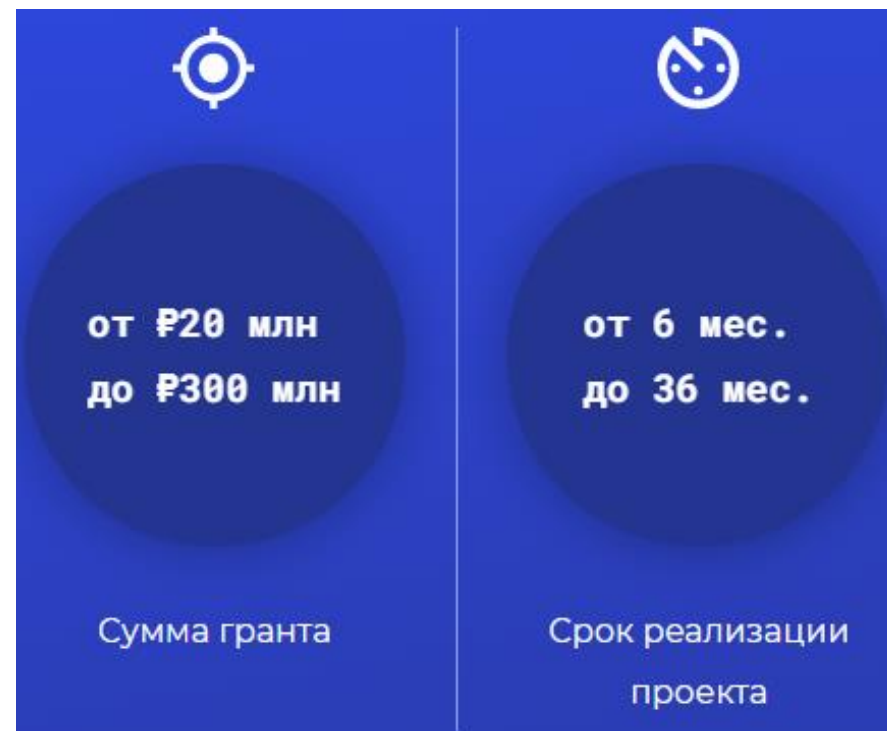 от ₽20 млн
до ₽300 млн
Сумма гранта
от 6 мес.
до 36 мес.
Срок реализации
проекта